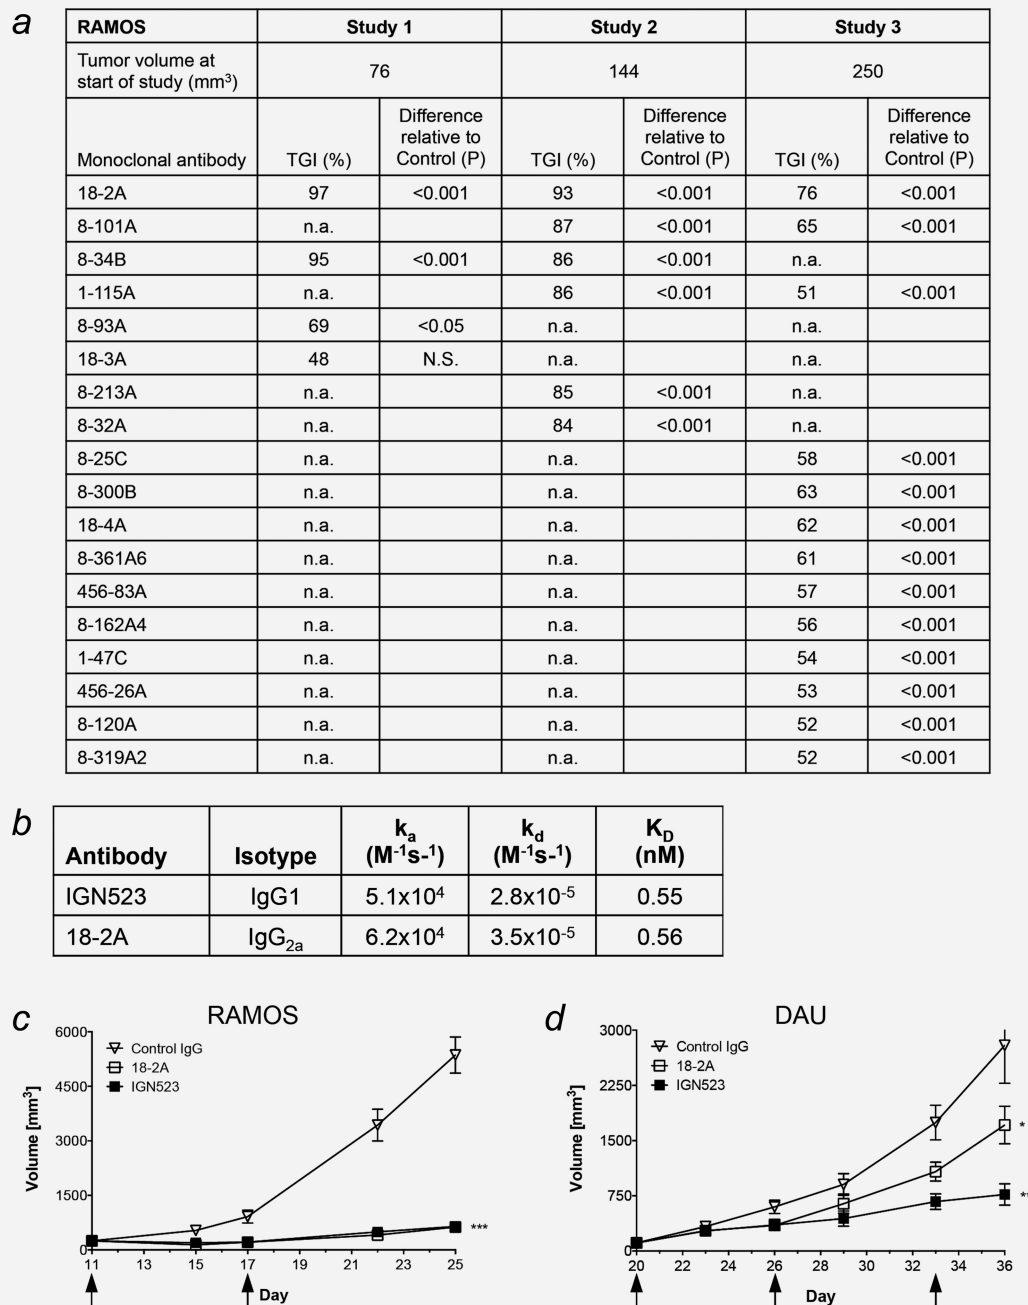 a
RAMOS Study 1 Study 2 Study 3
Tumor volume at
start of study (mm³) 76 144 250
Monoclonal antibody TGI (%) Difference relative to Control (P) TGI (%) Difference relative to Control (P) TGI (%) Difference relative to Control (P)
18-2A 97 <0.001 93 <0.001 76 <0.001
8-101A n.a. 87 <0.001 65 <0.001
8-34B 95 <0.001 86 <0.001 n.a.
1-115A n.a. 86 <0.001 51 <0.001
8-93A 69 <0.05 n.a. n.a.
18-3A 48 N.S. n.a. n.a.
8-213A n.a. 85 <0.001 n.a.
8-32A n.a. 84 <0.001 n.a.
8-25C n.a. n.a. 58 <0.001
8-300B n.a. n.a. 63 <0.001
18-4A n.a. n.a. 62 <0.001
8-361A6 n.a. n.a. 61 <0.001
456-83A n.a. n.a. 57 <0.001
8-162A4 n.a. n.a. 56 <0.001
1-47C n.a. n.a. 54 <0.001
456-26A n.a. n.a. 53 <0.001
8-120A n.a. n.a. 52 <0.001
8-319A2 n.a. n.a. 52 <0.001
b
Antibody Isotype kₐ (M⁻¹s-¹) k_d (M⁻¹s-¹) K_D (nM)
IGN523 IgG1 5.1x10⁴ 2.8x10⁻⁵ 0.55
18-2A IgG₂ₐ 6.2x10⁴ 3.5x10⁻⁵ 0.56
c RAMOS
Control IgG
18-2A
IGN523
Volume [mm³]
6000
4500
3000
1500
0
***
11 13 15 17 19 21 23 25
Day
d DAU
Control IgG
18-2A
IGN523
Volume [mm³]
3000
2250
1500
750
0
*
**
20 22 24 26 28 30 32 34 36
Day